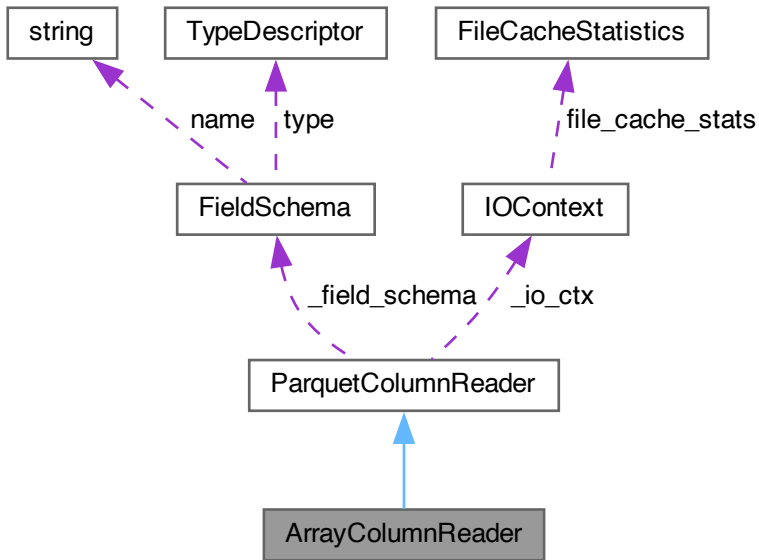 string
TypeDescriptor
FileCacheStatistics
name
type
file_cache_stats
FieldSchema
IOContext
_field_schema
_io_ctx
ParquetColumnReader
ArrayColumnReader